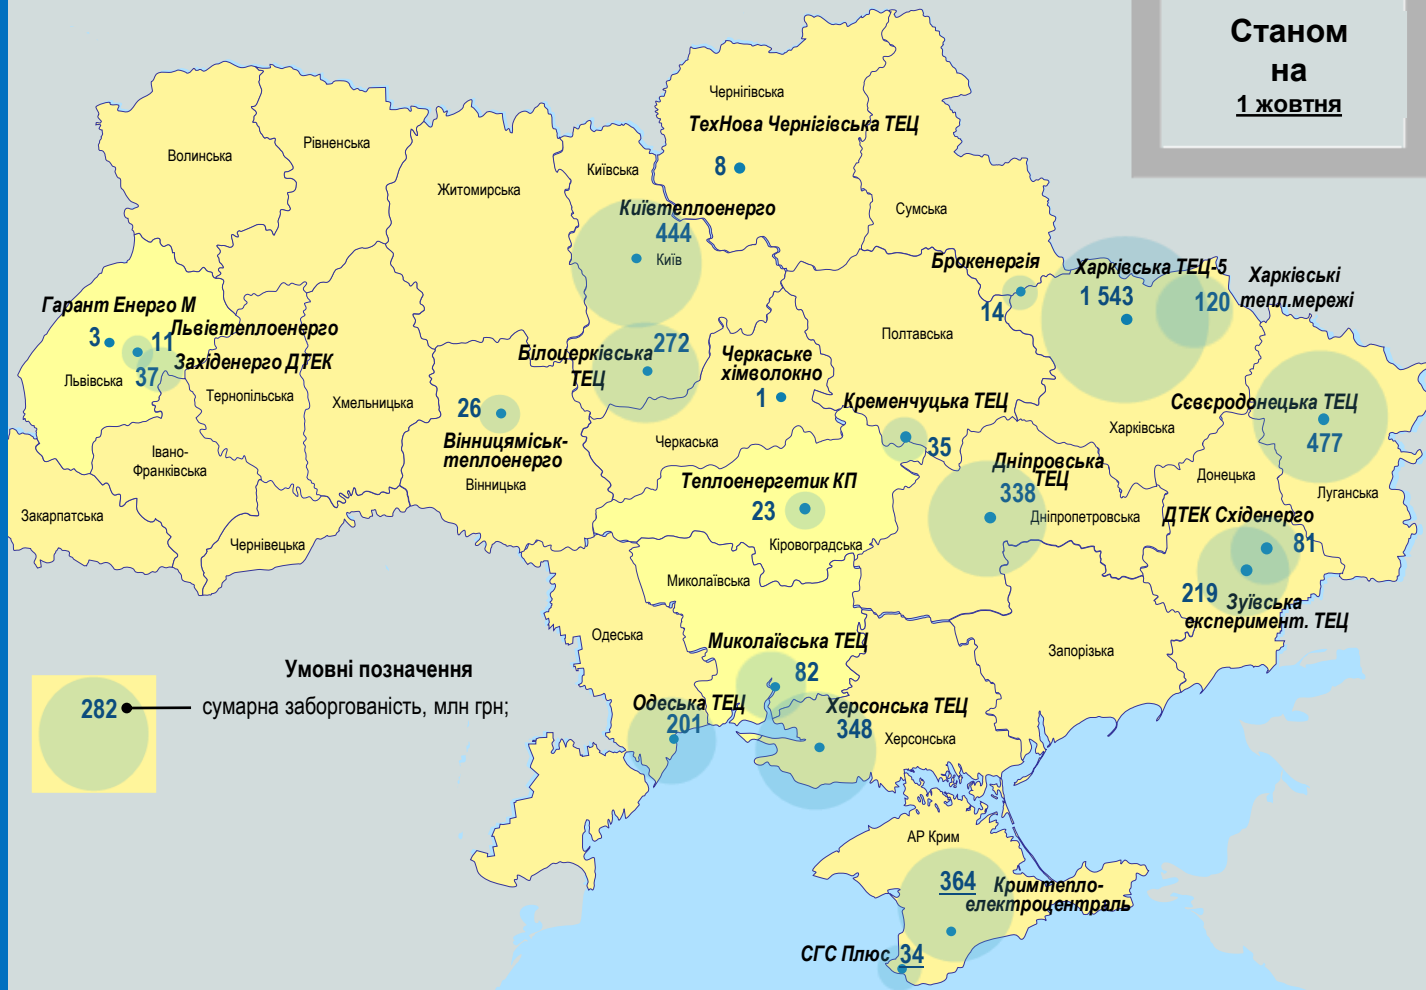 Станом
на
1 жовтня
Чернігівська
ТехНова Чернігівська ТЕЦ
8
Рівненська
Волинська
Київська
Житомирська
Сумська
Київтеплоенерго
444
Київ
Брокенергія
14
Харківська ТЕЦ-5
1 543
120
Харківські
тепл.мережі
Гарант Енерго М
3
11
Львівтеплоенерго
Західенерго ДТЕК
37
Львівська
Тернопільська
Хмельницька
Полтавська
Білоцерківська
ТЕЦ
272
Черкаське
хімволокно
1
26
Вінницяміськ-
теплоенерго
Вінницька
Кременчуцька ТЕЦ
35
Сєвєродонецька ТЕЦ
477
Харківська
Черкаська
Івано-
Франківська
Дніпровська
ТЕЦ
338
Дніпропетровська
Донецька
Луганська
Теплоенергетик КП
23
Кіровоградська
Закарпатська
Чернівецька
ДТЕК Східенерго
81
219
Зуївська
експеримент. ТЕЦ
Миколаївська
Одеська
Миколаївська ТЕЦ
82
Запорізька
Одеська ТЕЦ
201
Херсонська ТЕЦ
348
Херсонська
Умовні позначення
282
сумарна заборгованість, млн грн;
АР Крим
364
Кримтепло-
електроцентраль
СГС Плюс
34